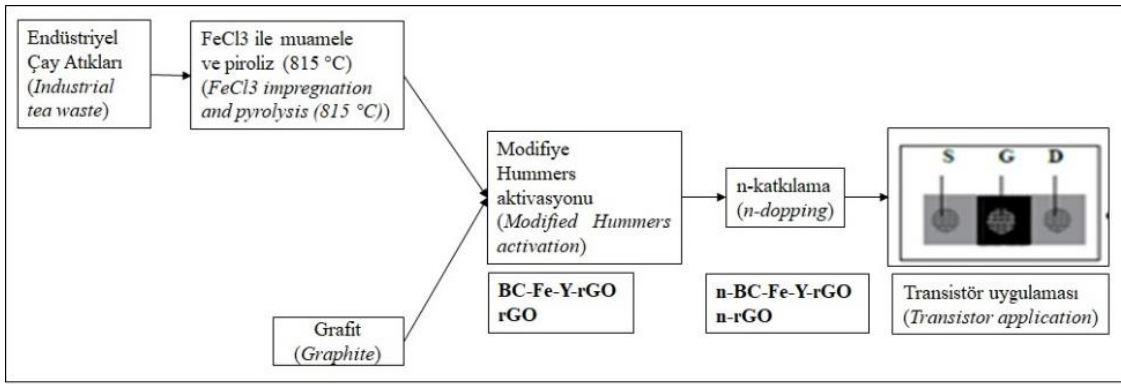 Endüstriyel
Çay Atıkları
(Industrial
tea waste)
FeCl3 ile muamele
ve piroliz (815 °C)
(FeCl3 impregnation
and pyrolysis (815 °C))
Modifiye
Hummers
aktivasyonu
(Modified Hummers
activation)
BC-Fe-Y-rGO
rGO
Grafit
(Graphite)
n-katkılama
(n-dopping)
n-BC-Fe-Y-rGO
n-rGO
S G D
Transistör uygulaması
(Transistor application)